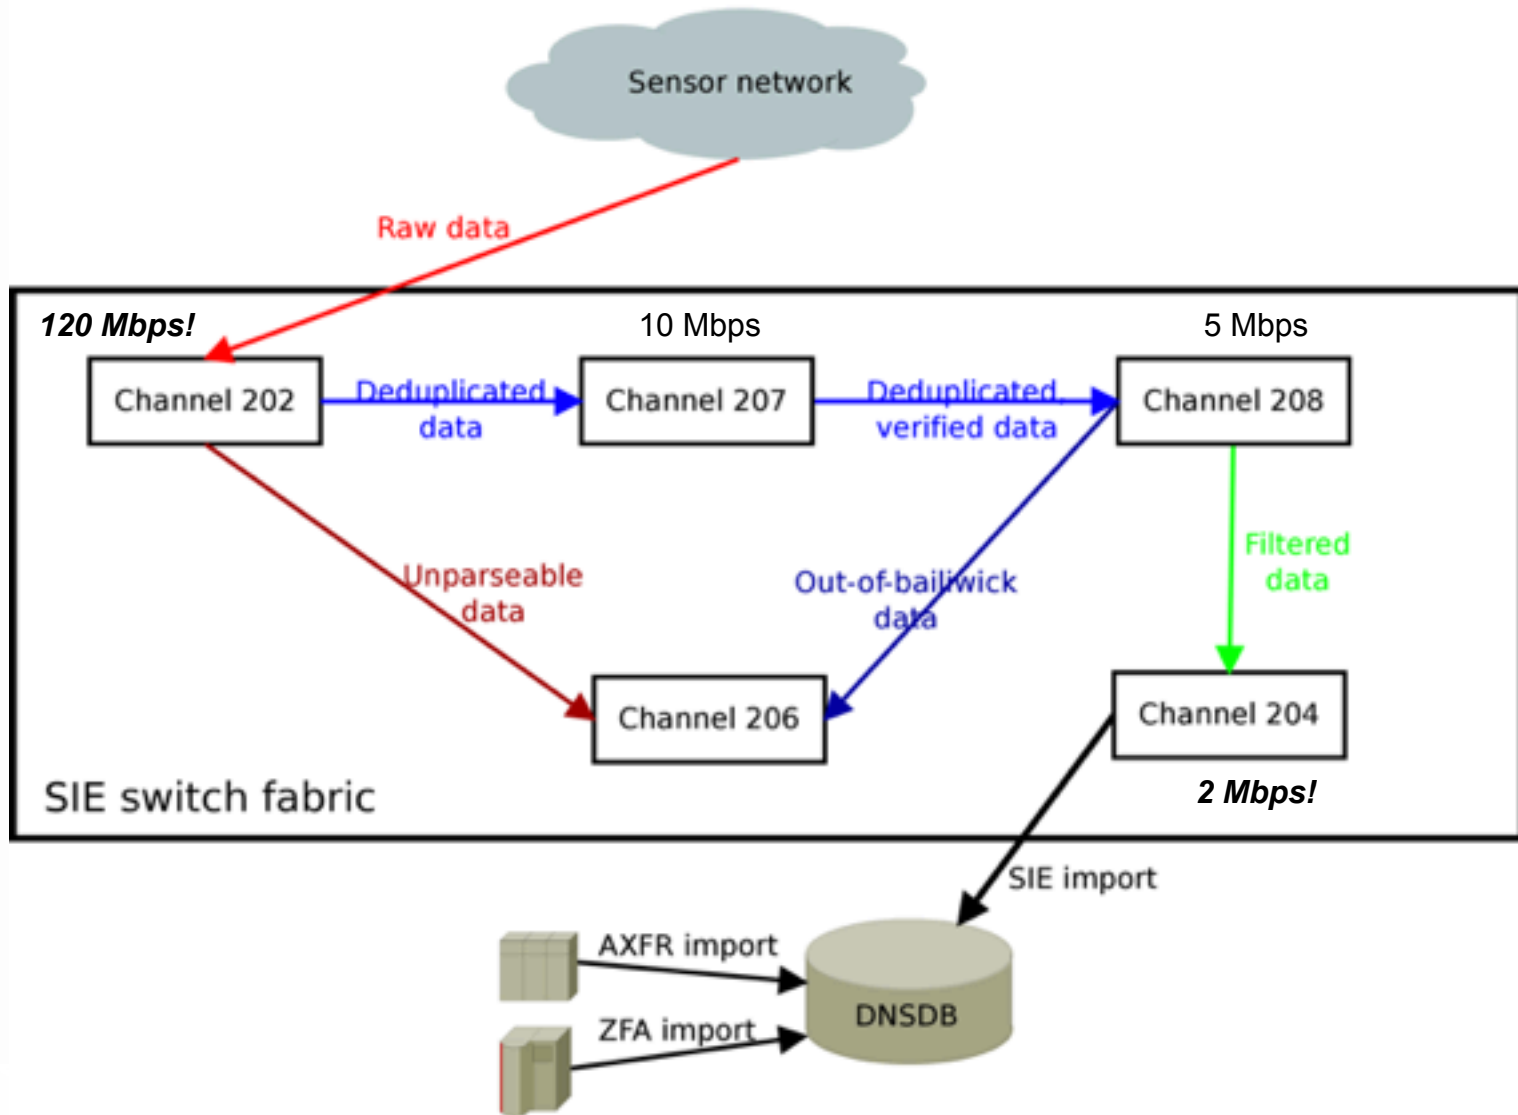 Sensor network
Raw data
120 Mbps!
10 Mbps
5 Mbps
Channel 202
Deduplicated
data
Channel 207
Deduplicated,
verified data
Channel 208
Unparseable
data
Out-of-bailiwick
data
Filtered
data
Channel 206
Channel 204
2 Mbps!
SIE switch fabric
SIE import
AXFR import
ZFA import
DNSDB